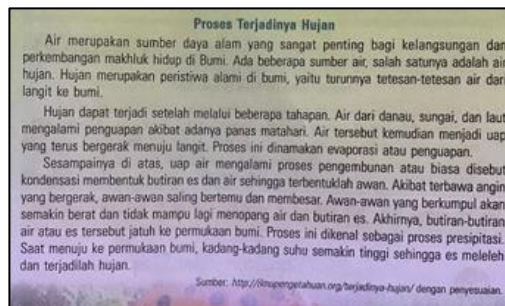 Proses Terjadinya Hujan
Air merupakan sumber daya alam yang sangat penting bagi kelangsungan dan
perkembangan makhluk hidup di Bumi. Ada beberapa sumber air, salah satunya adalah air
hujan. Hujan merupakan peristiwa alami di bumi, yaitu turunnya tetesan-tetesan air dari
langit ke bumi.
Hujan dapat terjadi setelah melalui beberapa tahapan. Air dari danau, sungai, dan laut
mengalami penguapan akibat adanya panas matahari. Air tersebut kemudian menjadi uap
yang terus bergerak menuju langit. Proses ini dinamakan evaporasi atau penguapan.
Sesampainya di atas, uap air mengalami proses pengembunan atau biasa disebut
kondensasi membentuk butiran es dan air sehingga terbentuklah awan. Akibat terbawa angin
yang bergerak, awan-awan saling bertemu dan membesar. Awan-awan yang berkumpul akan
semakin berat dan tidak mampu lagi menopang air dan butiran es. Akhirnya, butiran-butiran
air atau es tersebut jatuh ke permukaan bumi. Proses ini dikenal sebagai proses presipitasi.
Saat menuju ke permukaan bumi, kadang-kadang suhu semakin tinggi sehingga es meleleh
dan terjadilah hujan.
Sumber: http://ilmupengetahuan.org/terjadinya-hujan/ dengan penyesuaian.